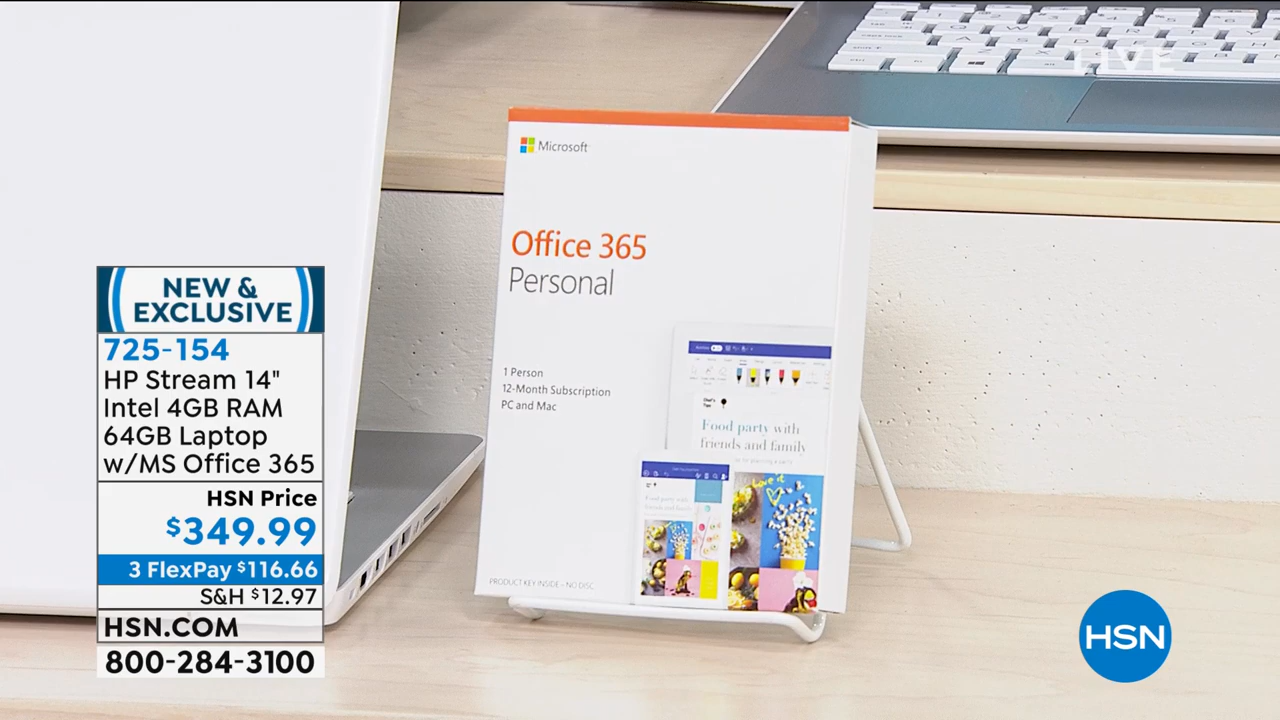 LIVE
Microsoft
Office 365
Personal
1 Person
12-Month Subscription
PC and Mac
Food party with
friends and family
Love it
PRODUCT KEY INSIDE – NO DISC
NEW &
EXCLUSIVE
725-154
HP Stream 14"
Intel 4GB RAM
64GB Laptop
w/MS Office 365
HSN Price
$349.99
3 FlexPay $116.66
S&H $12.97
HSN.COM
800-284-3100
HSN